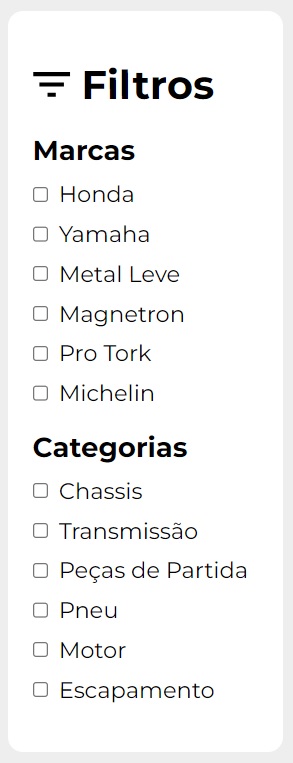 Filtros
Marcas
Honda
Yamaha
Metal Leve
Magnetron
Pro Tork
Michelin
Categorias
Chassis
Transmissão
Peças de Partida
Pneu
Motor
Escapamento